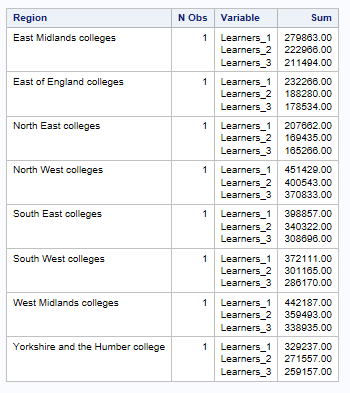 Region N Obs Variable Sum
East Midlands colleges 1 Learners_1 279863.00
Learners_2 222966.00
Learners_3 211494.00
East of England colleges 1 Learners_1 232266.00
Learners_2 188280.00
Learners_3 178534.00
North East colleges 1 Learners_1 207662.00
Learners_2 169435.00
Learners_3 165266.00
North West colleges 1 Learners_1 451429.00
Learners_2 400543.00
Learners_3 370833.00
South East colleges 1 Learners_1 398857.00
Learners_2 340322.00
Learners_3 308696.00
South West colleges 1 Learners_1 372111.00
Learners_2 301165.00
Learners_3 286170.00
West Midlands colleges 1 Learners_1 442187.00
Learners_2 359493.00
Learners_3 338935.00
Yorkshire and the Humber college 1 Learners_1 329237.00
Learners_2 271557.00
Learners_3 259157.00